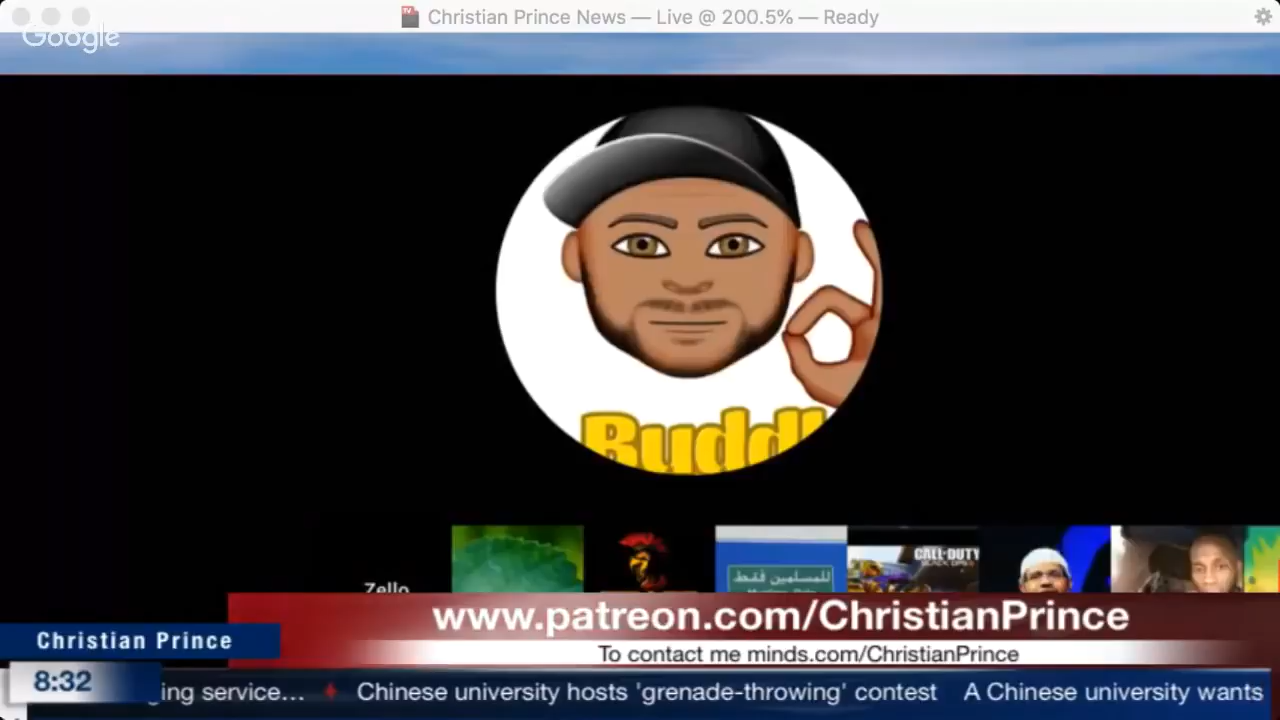 Christian Prince News — Live @ 200.5% — Ready
Google
Zello
للمسلمين فقط
CALL·DUTY
BLACK OPS
www.patreon.com/ChristianPrince
Christian Prince
To contact me minds.com/ChristianPrince
8:32
ing service... ♦ Chinese university hosts 'grenade-throwing' contest A Chinese university wants